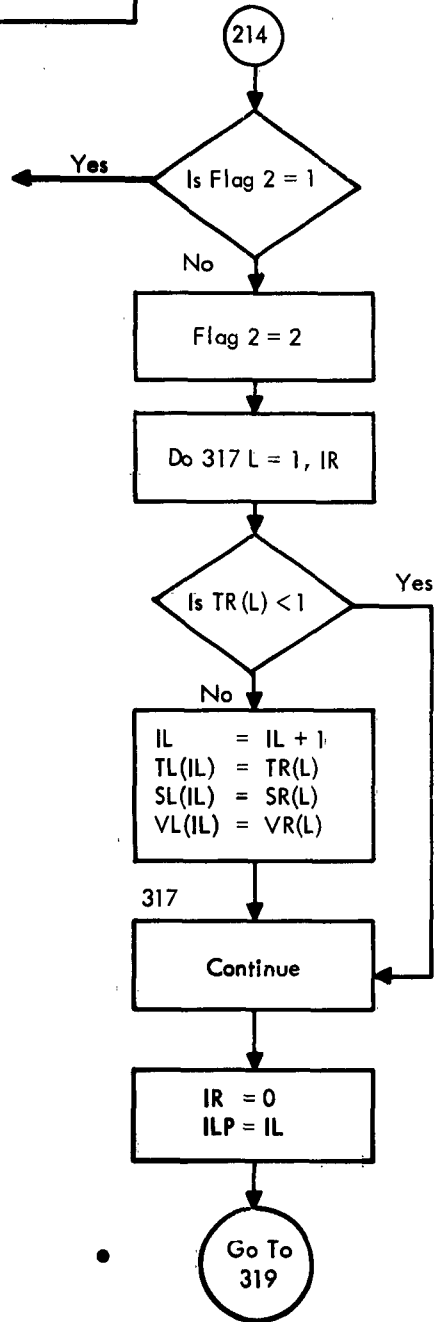 214
Yes
Is Flag 2 = 1
No
Flag 2 = 2
Do 317 L = 1, IR
Is TR(L) <1
Yes
No
IL = IL + 1
TL(IL) = TR(L)
SL(IL) = SR(L)
VL(IL) = VR(L)
317
Continue
IR = 0
ILP = IL
Go To
319